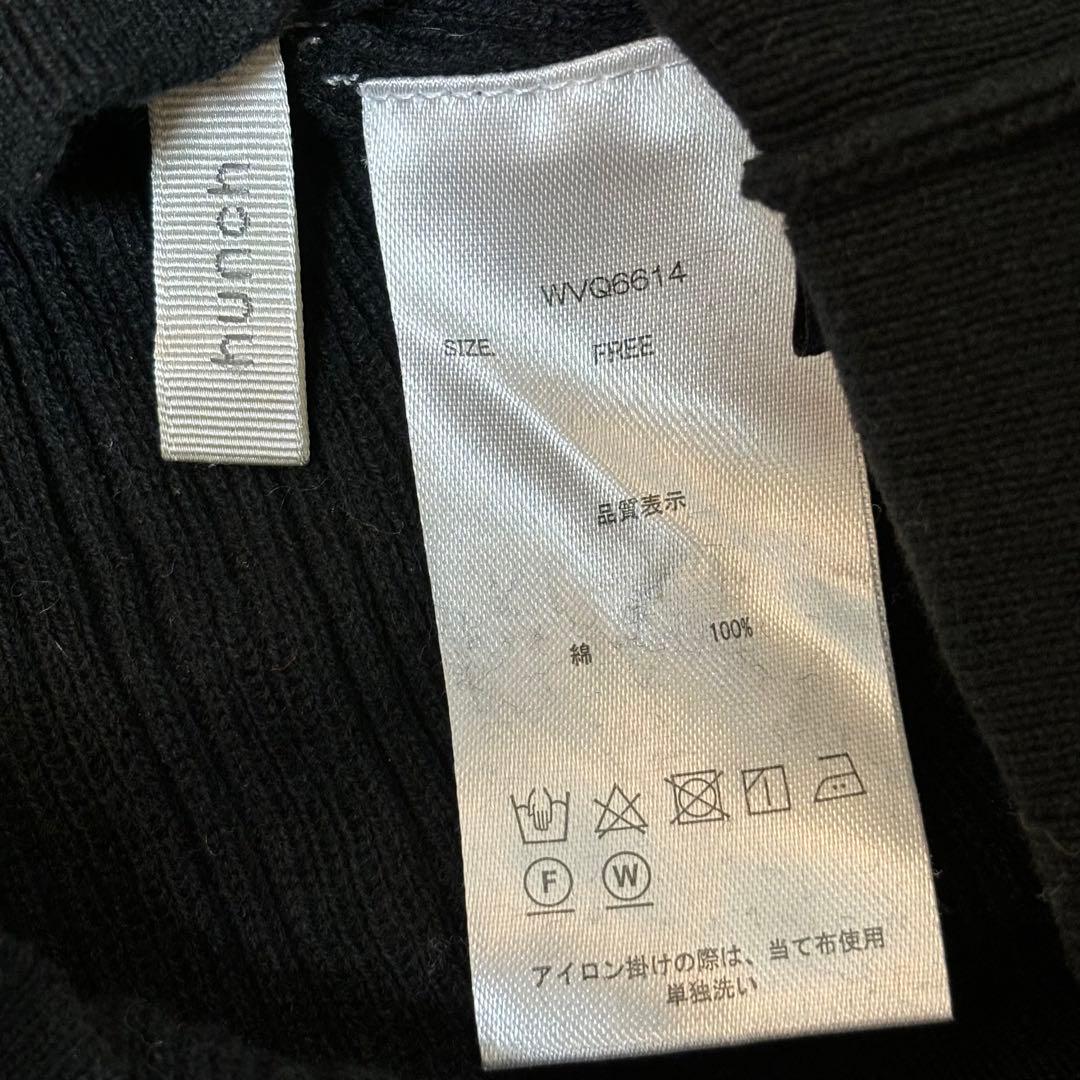 hunch
WVQ6614
SIZE. FREE
品質表示
綿 100%
F W
アイロン掛けの際は、当て布使用
単独洗い